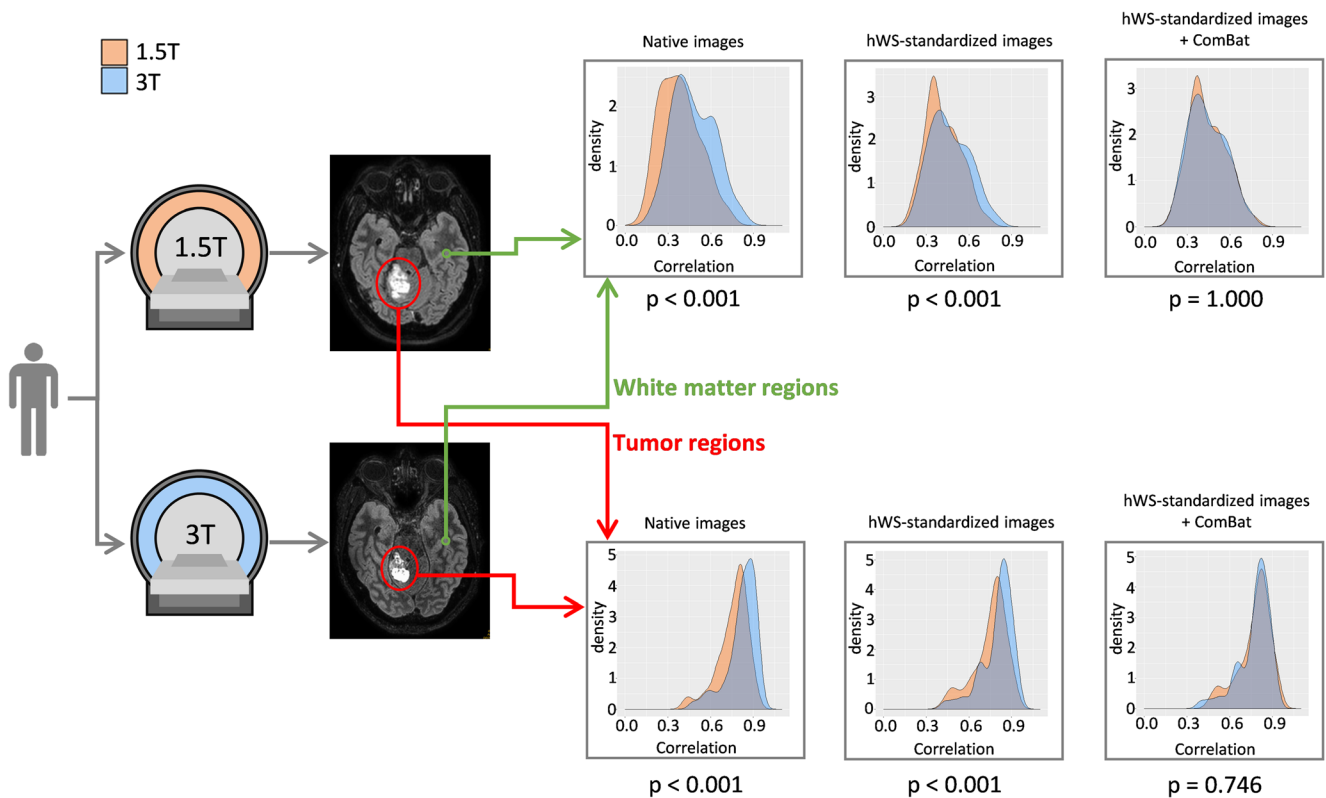 1.5T
3T
Native images
hWS-standardized images
hWS-standardized images
+ ComBat
density
2
1
0
0.0 0.3 0.6 0.9
Correlation
p < 0.001
density
3
2
1
0
0.0 0.3 0.6 0.9
Correlation
p < 0.001
density
3
2
1
0
0.0 0.3 0.6 0.9
Correlation
p = 1.000
1.5T
White matter regions
Tumor regions
3T
Native images
hWS-standardized images
hWS-standardized images
+ ComBat
density
5
4
3
2
1
0
0.0 0.3 0.6 0.9
Correlation
p < 0.001
density
5
4
3
2
1
0
0.0 0.3 0.6 0.9
Correlation
p < 0.001
density
5
4
3
2
1
0
0.0 0.3 0.6 0.9
Correlation
p = 0.746